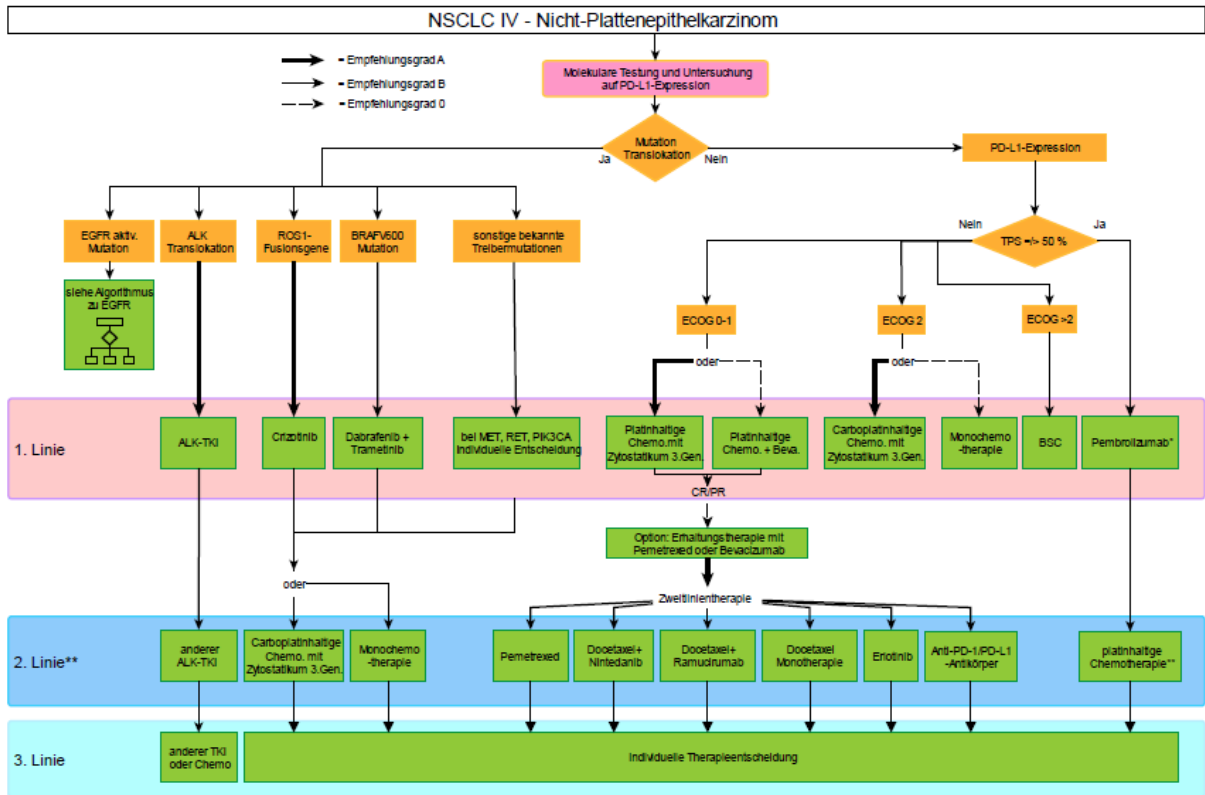 NSCLC IV - Nicht-Plattenepithelkarzinom
- Empfehlungsgrad A
- Empfehlungsgrad B
- Empfehlungsgrad 0
Molekulare Testung und Untersuchung
auf PD-L1-Expression
Mutation
Translokation
Ja
Nein
PD-L1-Expression
EGFR aktiv.
Mutation
ALK
Translokation
ROS1-
Fusionsgene
BRAFV600
Mutation
sonstige bekannte
Treibermutationen
Nein
TPS =/> 50 %
Ja
siehe Algorithmus
zu EGFR
ECOG 0-1
ECOG 2
ECOG >2
oder
oder
1. Linie
ALK-TKI
Crizotinib
Dabrafenib +
Trametinib
bei MET, RET, PIK3CA
Individuelle Entscheidung
Platinhaltige
Chemo.mit
Zytostatikum 3.Gen.
Platinhaltige
Chemo. + Beva.
Carboplatinhaltige
Chemo. mit
Zytostatikum 3.Gen.
Monochemo
-therapie
BSC
Pembrolizumab*
CR/PR
Option: Erhaltungstherapie mit
Pemetrexed oder Bevacizumab
oder
Zweitlinientherapie
2. Linie**
anderer
ALK-TKI
Carboplatinhaltige
Chemo. mit
Zytostatikum 3.Gen.
Monochemo
-therapie
Pemetrexed
Docetaxel+
Nintedanib
Docetaxel+
Ramucirumab
Docetaxel
Monotherapie
Erlotinib
Anti-PD-1/PD-L1
-Antikörper
platinhaltige
Chemotherapie**
3. Linie
anderer TKI
oder Chemo
Individuelle Therapieentscheidung